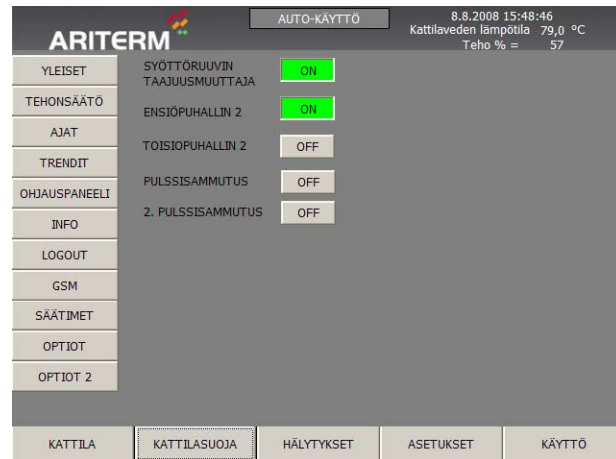 ARITERM
AUTO-KÄYTTÖ
8.8.2008 15:48:46
Kattilaveden lämpötila 79,0 ºC
Teho % = 57
YLEISET
TEHONSÄÄTÖ
AJAT
TRENDIT
OHJAUSPANEELI
INFO
LOGOUT
GSM
SÄÄTIMET
OPTIOT
OPTIOT 2
SYÖTTÖRUUVIN
TAAJUUSMUUTTAJA
ON
ENSIÖPUHALLIN 2
ON
TOISIOPUHALLIN 2
OFF
PULSSISAMMUTUS
OFF
2. PULSSISAMMUTUS
OFF
KATTILA
KATTILASUOJA
HÄLYTYKSET
ASETUKSET
KÄYTTÖ